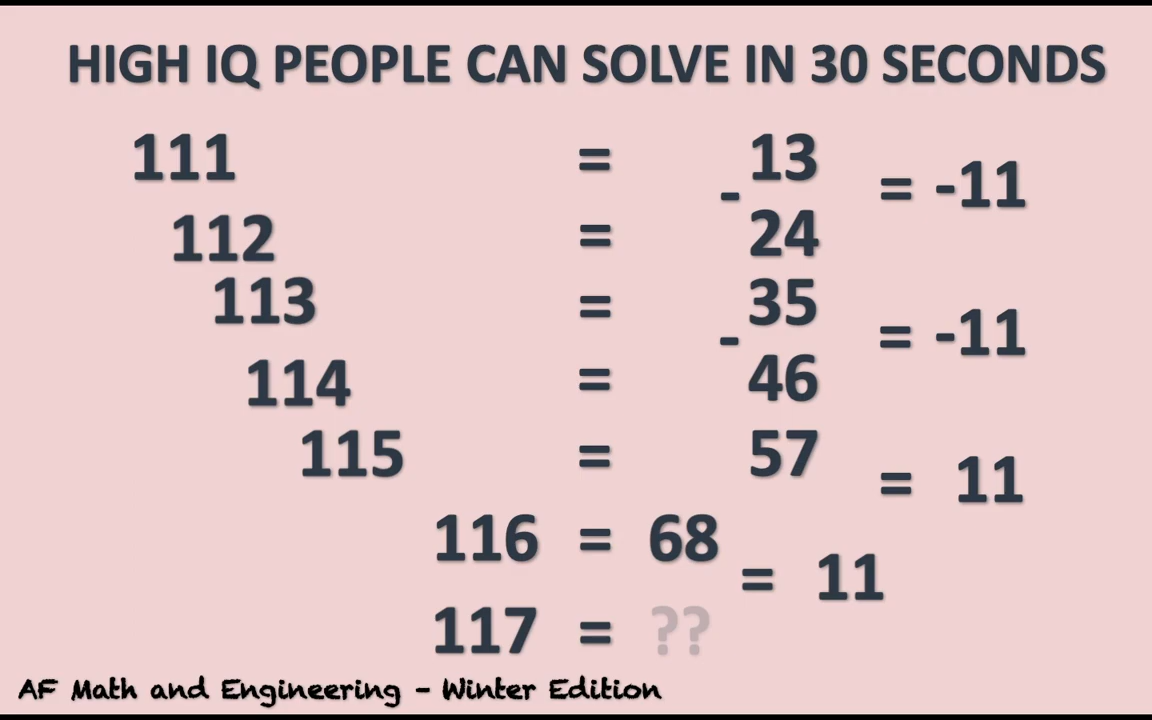 HIGH IQ PEOPLE CAN SOLVE IN 30 SECONDS
111 = 13
- = -11
112 = 24
113 = 35
- = -11
114 = 46
115 = 57
= 11
116 = 68
= 11
117 = ??
AF Math and Engineering - Winter Edition